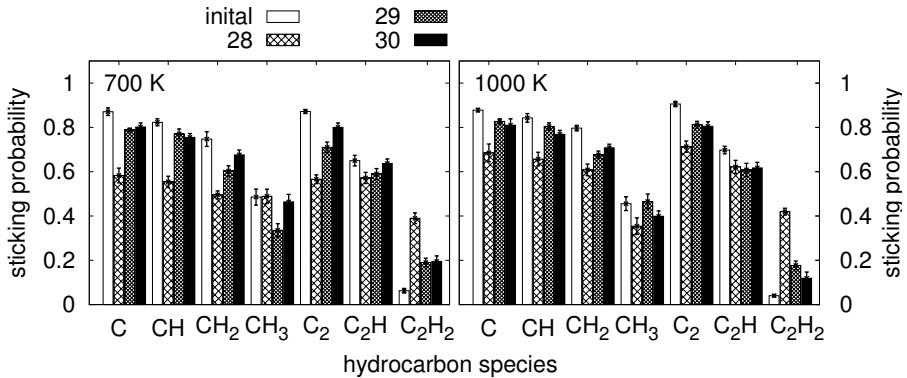 inital 29
28 30
700 K 1000 K
sticking probability
1
0.8
0.6
0.4
0.2
0
1
0.8
0.6
0.4
0.2
0
sticking probability
C CH CH₂ CH₃ C₂ C₂H C₂H₂ C CH CH₂ CH₃ C₂ C₂H C₂H₂
hydrocarbon species